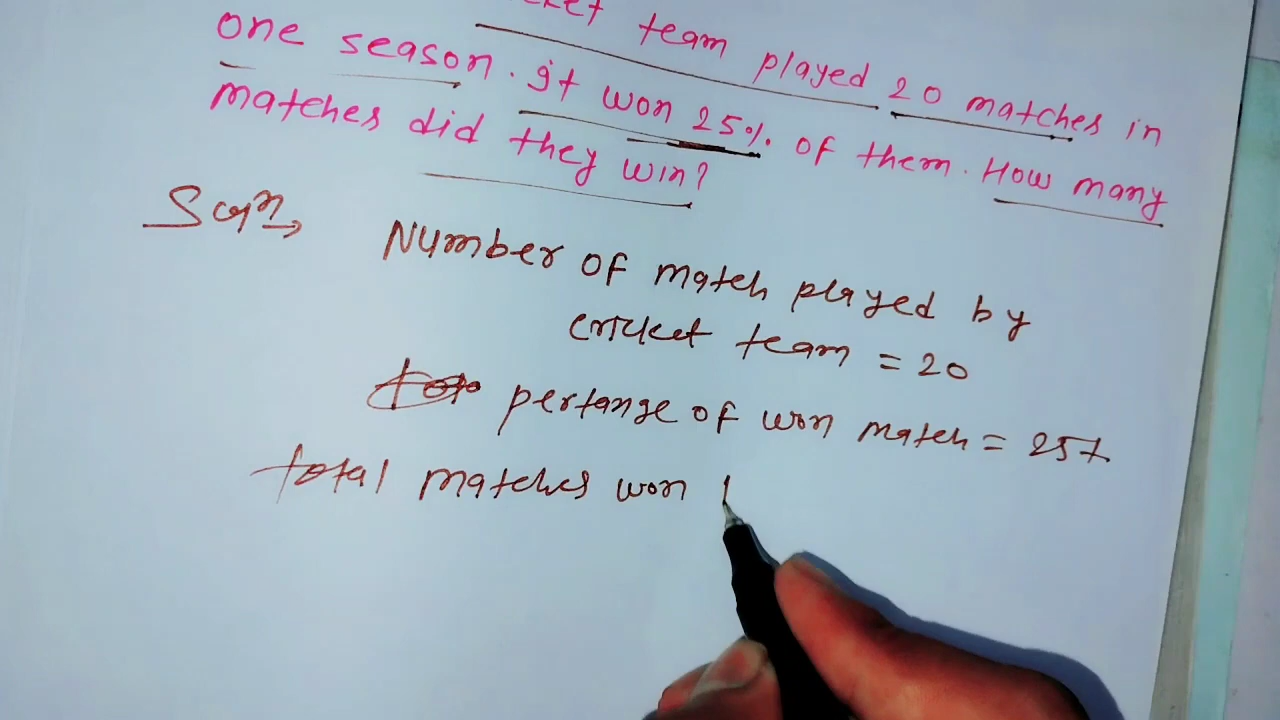 team played 20 matches in
one season. It won 25% of them. How many
matches did they win?
Number of match played by
cricket team = 20
pertange of won match = 25%
total matches won